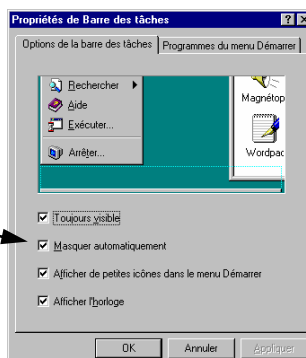 Propriétés de Barre des tâches
Options de la barre des tâches
Programmes du menu Démarrer
Rechercher
Aide
Exécuter...
Arrêter...
Magnétop
Wordpac
Toujours visible
Masquer automatiquement
Afficher de petites icônes dans le menu Démarrer
Afficher l'horloge
OK
Annuler
Appliquer